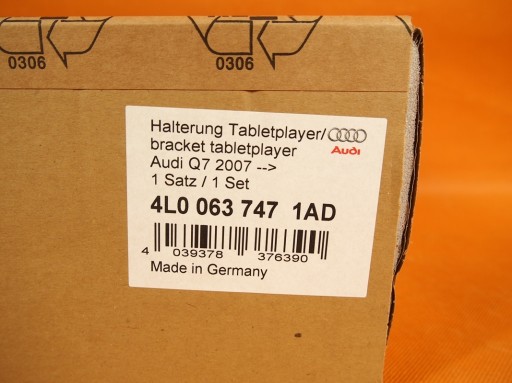 0306
0306
Halterung Tabletplayer/
bracket tabletplayer
Audi Q7 2007 -->
1 Satz / 1 Set
Audi
4L0 063 747 1AD
4 039378 376390
Made in Germany